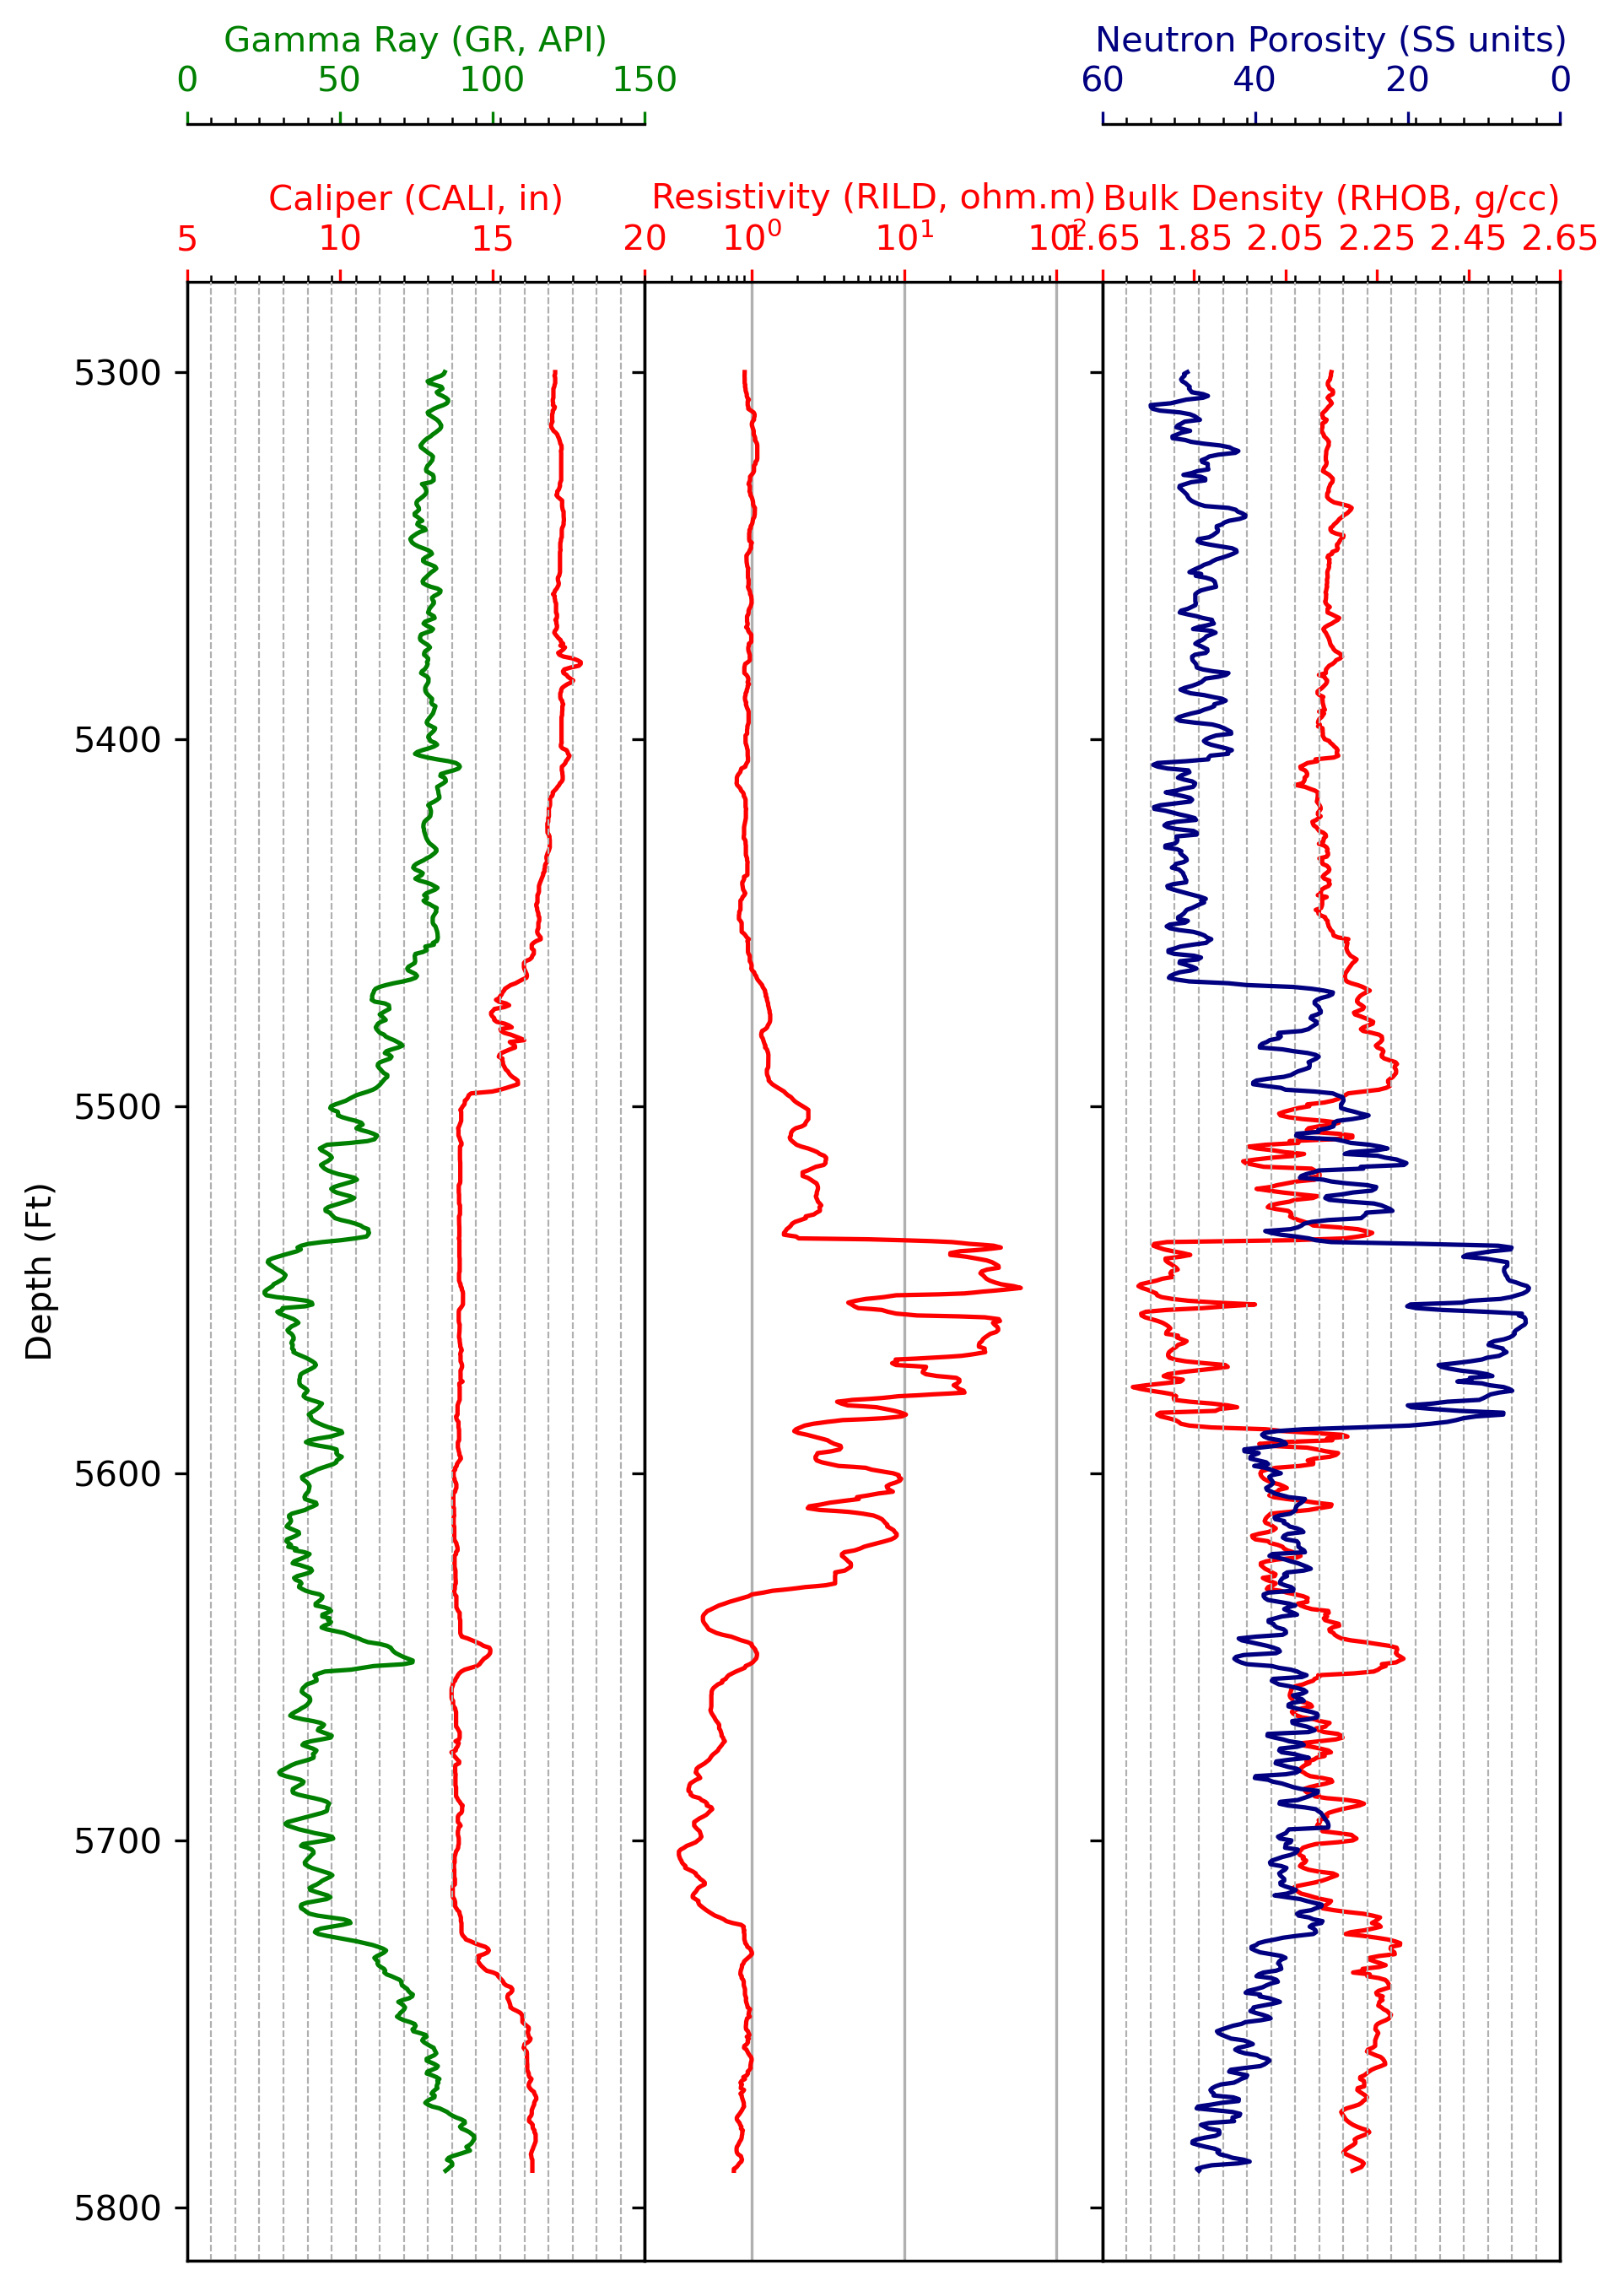 Gamma Ray (GR, API) Neutron Porosity (SS units)
0 50 100 150 60 40 20 0
Caliper (CALI, in) Resistivity (RILD, ohm.m) Bulk Density (RHOB, g/cc)
5 10 15 20 10⁰ 10¹ 10² 1.65 1.85 2.05 2.25 2.45 2.65
5300
5400
5500
Depth (Ft)
5600
5700
5800